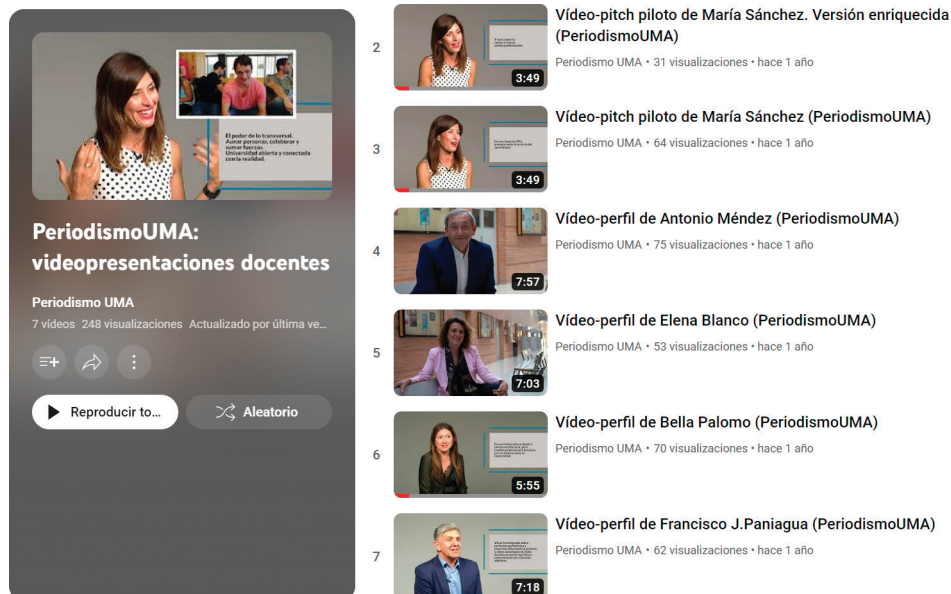 El poder de lo transversal.
Aunar personas, colaborar y
sumar fuerzas.
Universidad abierta y conectada
con la realidad.
PeriodismoUMA:
videopresentaciones docentes
Periodismo UMA
7 vídeos 248 visualizaciones Actualizado por última ve...
Reproducir to...
Aleatorio
2
3:49
Vídeo-pitch piloto de María Sánchez. Versión enriquecida
(PeriodismoUMA)
Periodismo UMA • 31 visualizaciones • hace 1 año
3
3:49
Vídeo-pitch piloto de María Sánchez (PeriodismoUMA)
Periodismo UMA • 64 visualizaciones • hace 1 año
4
7:57
Vídeo-perfil de Antonio Méndez (PeriodismoUMA)
Periodismo UMA • 75 visualizaciones • hace 1 año
5
7:03
Vídeo-perfil de Elena Blanco (PeriodismoUMA)
Periodismo UMA • 53 visualizaciones • hace 1 año
6
5:55
Vídeo-perfil de Bella Palomo (PeriodismoUMA)
Periodismo UMA • 70 visualizaciones • hace 1 año
7
7:18
Vídeo-perfil de Francisco J.Paniagua (PeriodismoUMA)
Periodismo UMA • 62 visualizaciones • hace 1 año